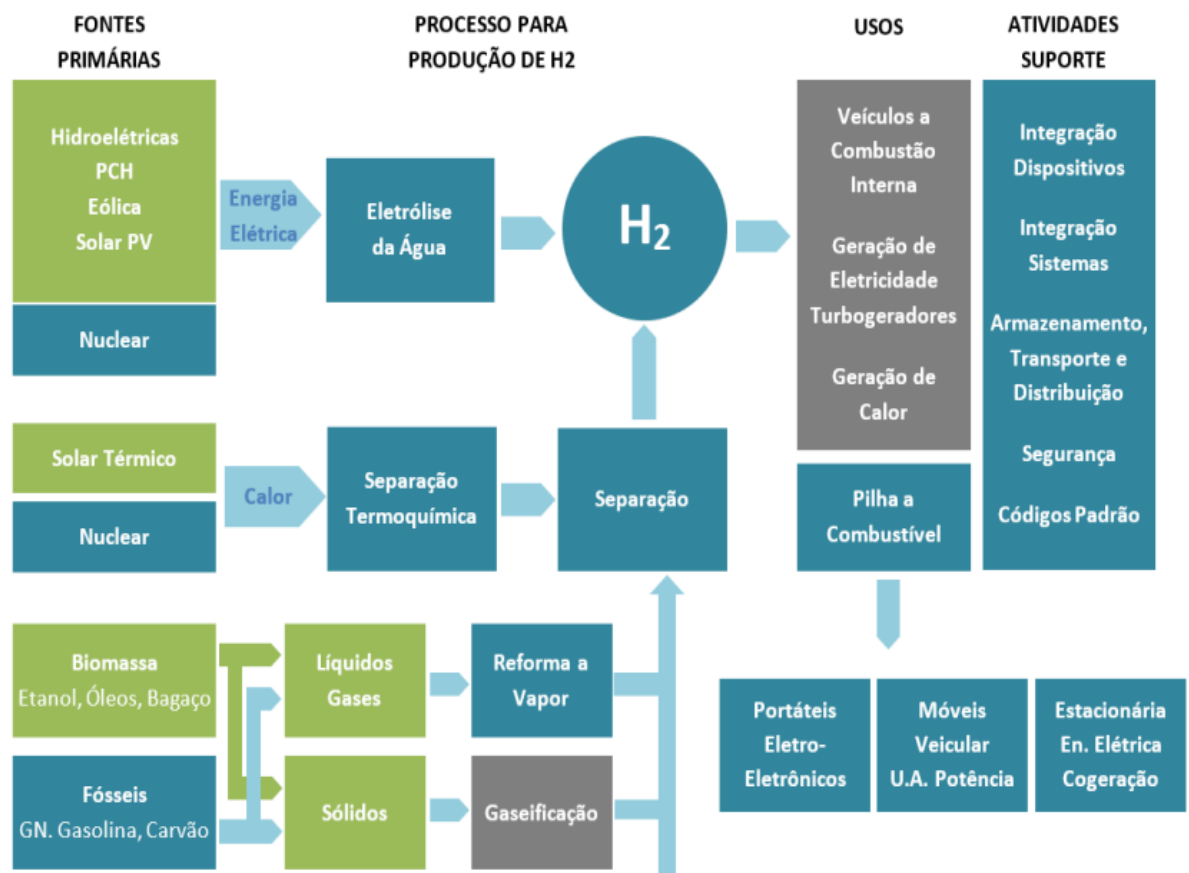 FONTES
PRIMÁRIAS
PROCESSO PARA
PRODUÇÃO DE H2
USOS
ATIVIDADES
SUPORTE
Hidroelétricas
PCH
Eólica
Solar PV
Nuclear
Energia
Elétrica
Eletrólise
da Água
H₂
Veículos a
Combustão
Interna
Geração de
Eletricidade
Turbogeradores
Geração de
Calor
Integração
Dispositivos
Integração
Sistemas
Armazenamento,
Transporte e
Distribuição
Segurança
Códigos Padrão
Solar Térmico
Nuclear
Calor
Separação
Termoquímica
Separação
Pilha a
Combustível
Biomassa
Etanol, Óleos, Bagaço
Líquidos
Gases
Reforma a
Vapor
Fósseis
GN. Gasolina, Carvão
Sólidos
Gaseificação
Portáteis
Eletro-
Eletrônicos
Móveis
Veicular
U.A. Potência
Estacionária
En. Elétrica
Cogeração